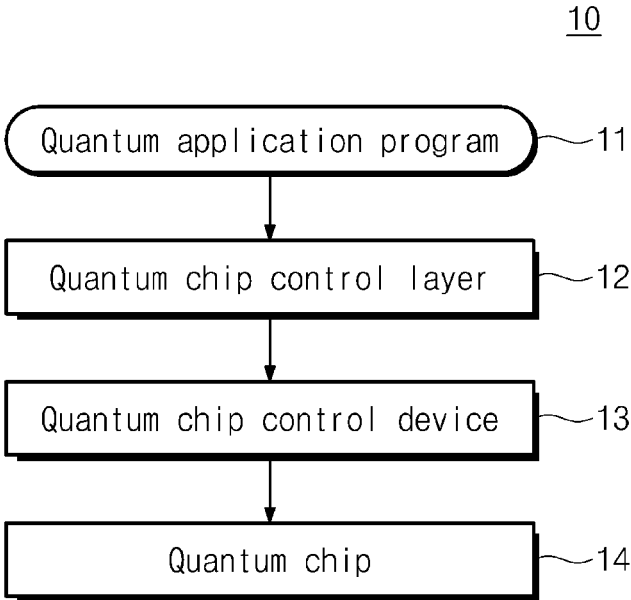 10
Quantum application program 11
Quantum chip control layer 12
Quantum chip control device 13
Quantum chip 14